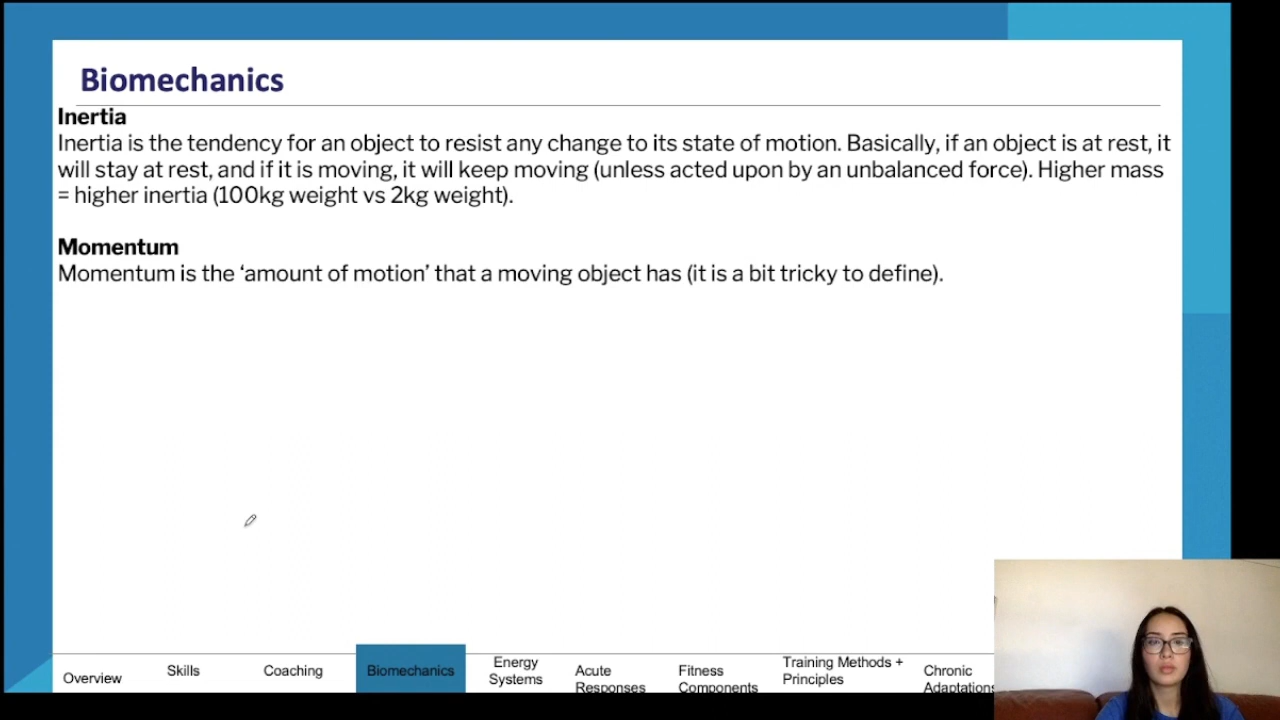 Biomechanics
Inertia
Inertia is the tendency for an object to resist any change to its state of motion. Basically, if an object is at rest, it
will stay at rest, and if it is moving, it will keep moving (unless acted upon by an unbalanced force). Higher mass
= higher inertia (100kg weight vs 2kg weight).
Momentum
Momentum is the ‘amount of motion’ that a moving object has (it is a bit tricky to define).
Overview
Skills
Coaching
Biomechanics
Energy
Systems
Acute
Responses
Fitness
Components
Training Methods +
Principles
Chronic
Adaptations